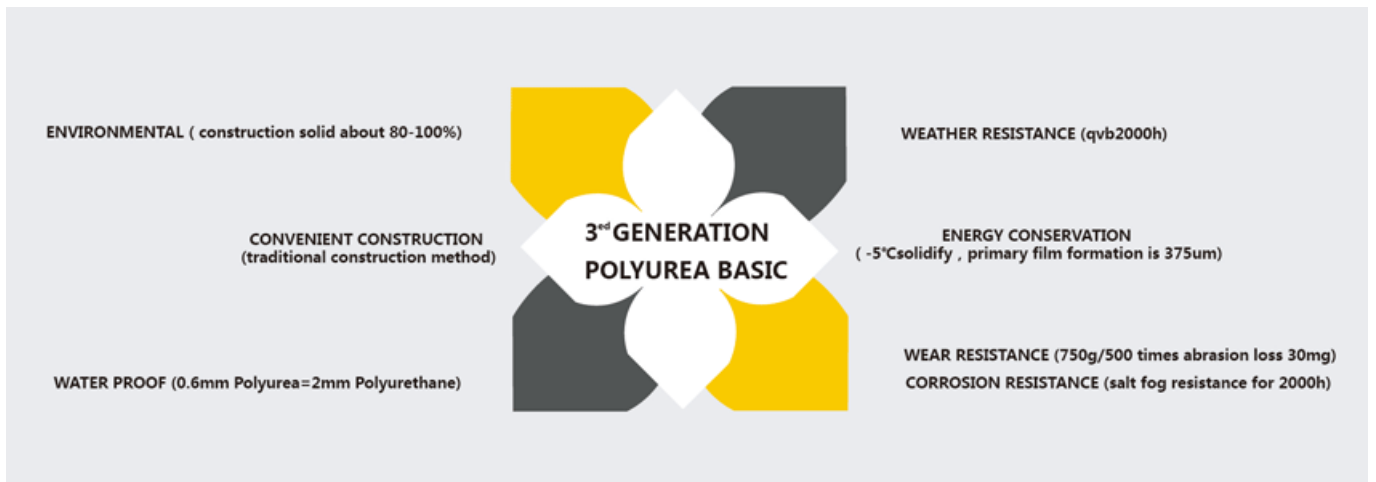 ENVIRONMENTAL ( construction solid about 80-100%)
CONVENIENT CONSTRUCTION
(traditional construction method)
WATER PROOF (0.6mm Polyurea=2mm Polyurethane)
3ed GENERATION
POLYUREA BASIC
WEATHER RESISTANCE (qvb2000h)
ENERGY CONSERVATION
( -5℃solidify , primary film formation is 375um)
WEAR RESISTANCE (750g/500 times abrasion loss 30mg)
CORROSION RESISTANCE (salt fog resistance for 2000h)